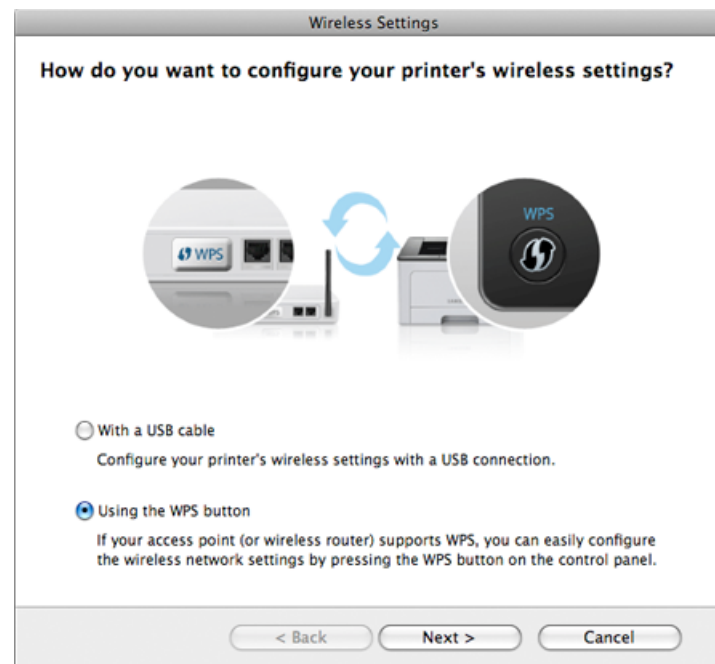 Wireless Settings
How do you want to configure your printer's wireless settings?
WPS
WPS
With a USB cable
Configure your printer's wireless settings with a USB connection.
Using the WPS button
If your access point (or wireless router) supports WPS, you can easily configure
the wireless network settings by pressing the WPS button on the control panel.
< Back
Next >
Cancel